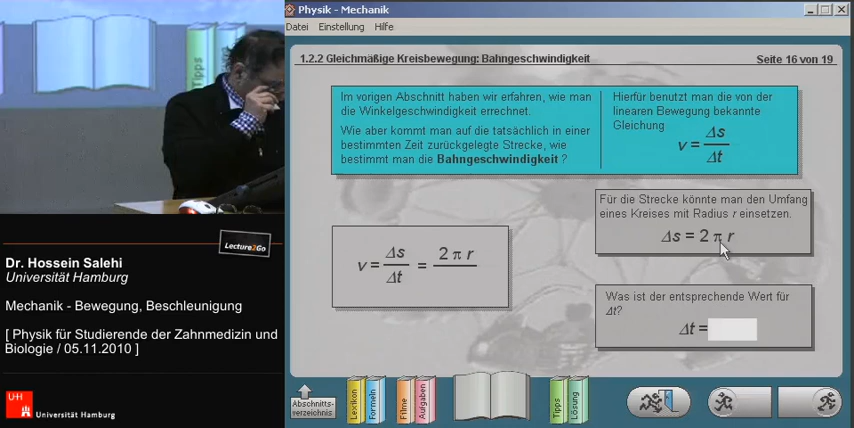 Tipps
Lecture2Go
Dr. Hossein Salehi
Universität Hamburg
Mechanik - Bewegung, Beschleunigung
[ Physik für Studierende der Zahnmedizin und
Biologie / 05.11.2010 ]
UHH
Universität Hamburg
Physik - Mechanik
Datei Einstellung Hilfe
1.2.2 Gleichmäßige Kreisbewegung: Bahngeschwindigkeit
Seite 16 von 19
Im vorigen Abschnitt haben wir erfahren, wie man
die Winkelgeschwindigkeit errechnet.
Wie aber kommt man auf die tatsächlich in einer
bestimmten Zeit zurückgelegte Strecke, wie
bestimmt man die Bahngeschwindigkeit ?
Hierfür benutzt man die von der
linearen Bewegung bekannte
Gleichung
v = Δs / Δt
Für die Strecke könnte man den Umfang
eines Kreises mit Radius r einsetzen.
Δs = 2 π r
v = Δs / Δt = 2 π r
Was ist der entsprechende Wert für
Δt?
Δt =
Abschnitts-
verzeichnis
Lexikon
Formeln
Filme
Aufgaben
Tipps
Lösung